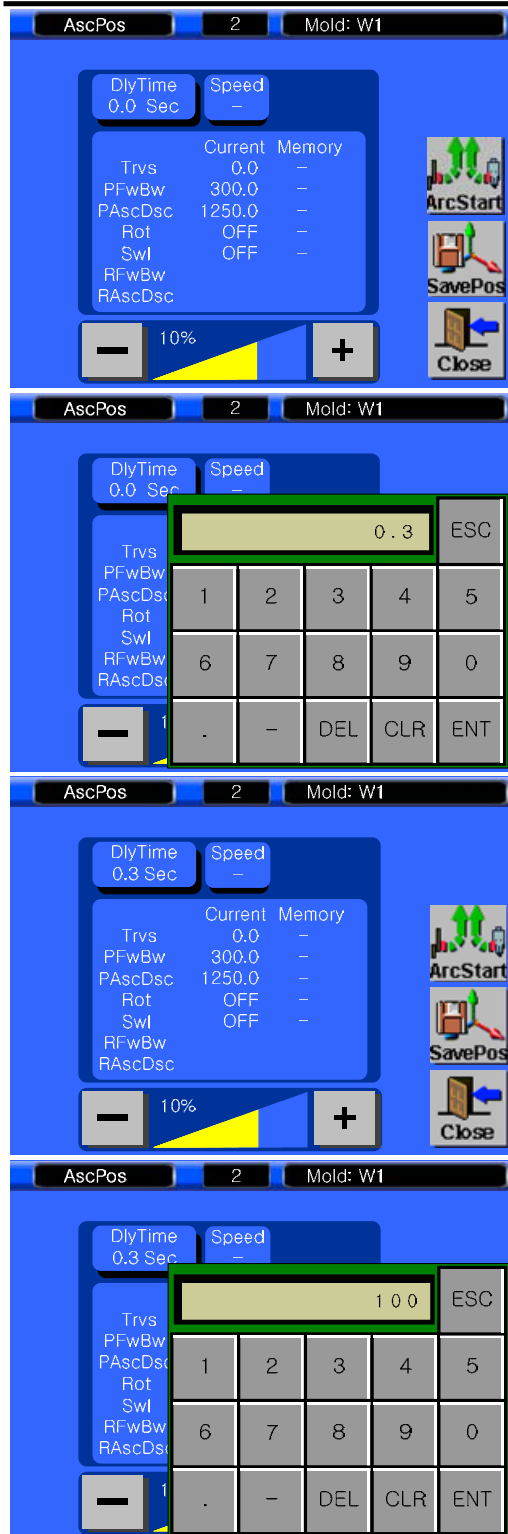 AscPos 2 Mold: W1
DlyTime Speed
0.0 Sec –
Current Memory
Trvs 0.0 –
PFwBw 300.0 –
PAscDsc 1250.0 –
Rot OFF –
Swl OFF –
RFwBw
RAscDsc
ArcStart
SavePos
Close
– 10% +
AscPos 2 Mold: W1
DlyTime Speed
0.0 Sec –
0.3 ESC
Trvs
PFwBw
PAscDsc
Rot
Swl
RFwBw
RAscDsc
1 2 3 4 5
6 7 8 9 0
. – DEL CLR ENT
– 1
AscPos 2 Mold: W1
DlyTime Speed
0.3 Sec –
Current Memory
Trvs 0.0 –
PFwBw 300.0 –
PAscDsc 1250.0 –
Rot OFF –
Swl OFF –
RFwBw
RAscDsc
ArcStart
SavePos
Close
– 10% +
AscPos 2 Mold: W1
DlyTime Speed
0.3 Sec –
100 ESC
Trvs
PFwBw
PAscDsc
Rot
Swl
RFwBw
RAscDsc
1 2 3 4 5
6 7 8 9 0
. – DEL CLR ENT
– 1